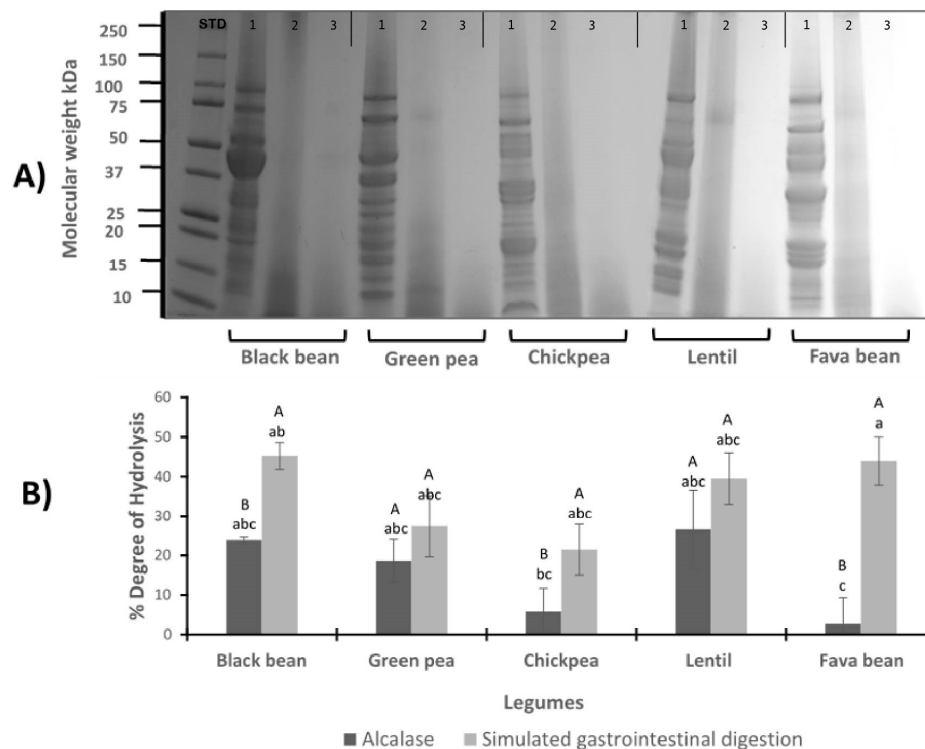 A)
Molecular weight kDa
250
150
100
75
50
37
25
20
15
10
STD 1 2 3 1 2 3 1 2 3 1 2 3 1 2 3
Black bean Green pea Chickpea Lentil Fava bean
B)
% Degree of Hydrolysis
60
50
40
30
20
10
0
B
abc
A
ab
A
abc
A
abc
B
bc
A
abc
A
abc
A
abc
B
c
A
a
Black bean Green pea Chickpea Lentil Fava bean
Legumes
Alcalase Simulated gastrointestinal digestion